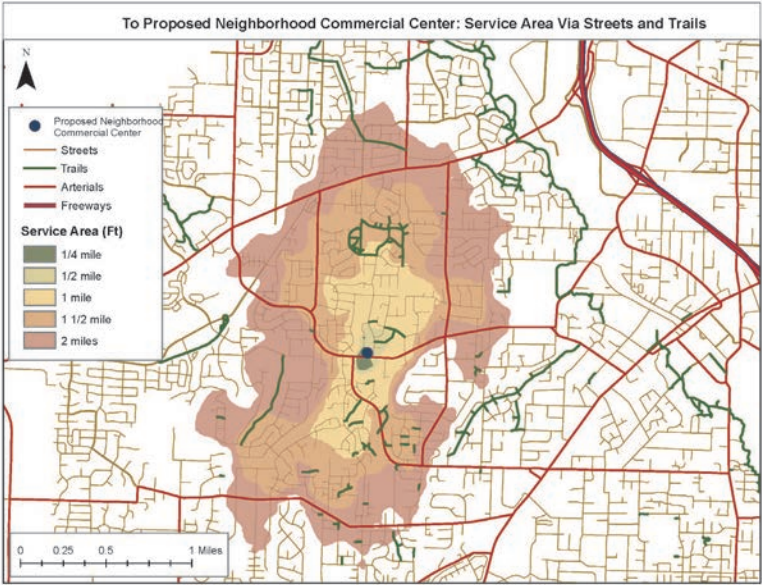 To Proposed Neighborhood Commercial Center: Service Area Via Streets and Trails
N
Proposed Neighborhood
Commercial Center
Streets
Trails
Arterials
Freeways
Service Area (Ft)
1/4 mile
1/2 mile
1 mile
1 1/2 mile
2 miles
0 0.25 0.5 1 Miles